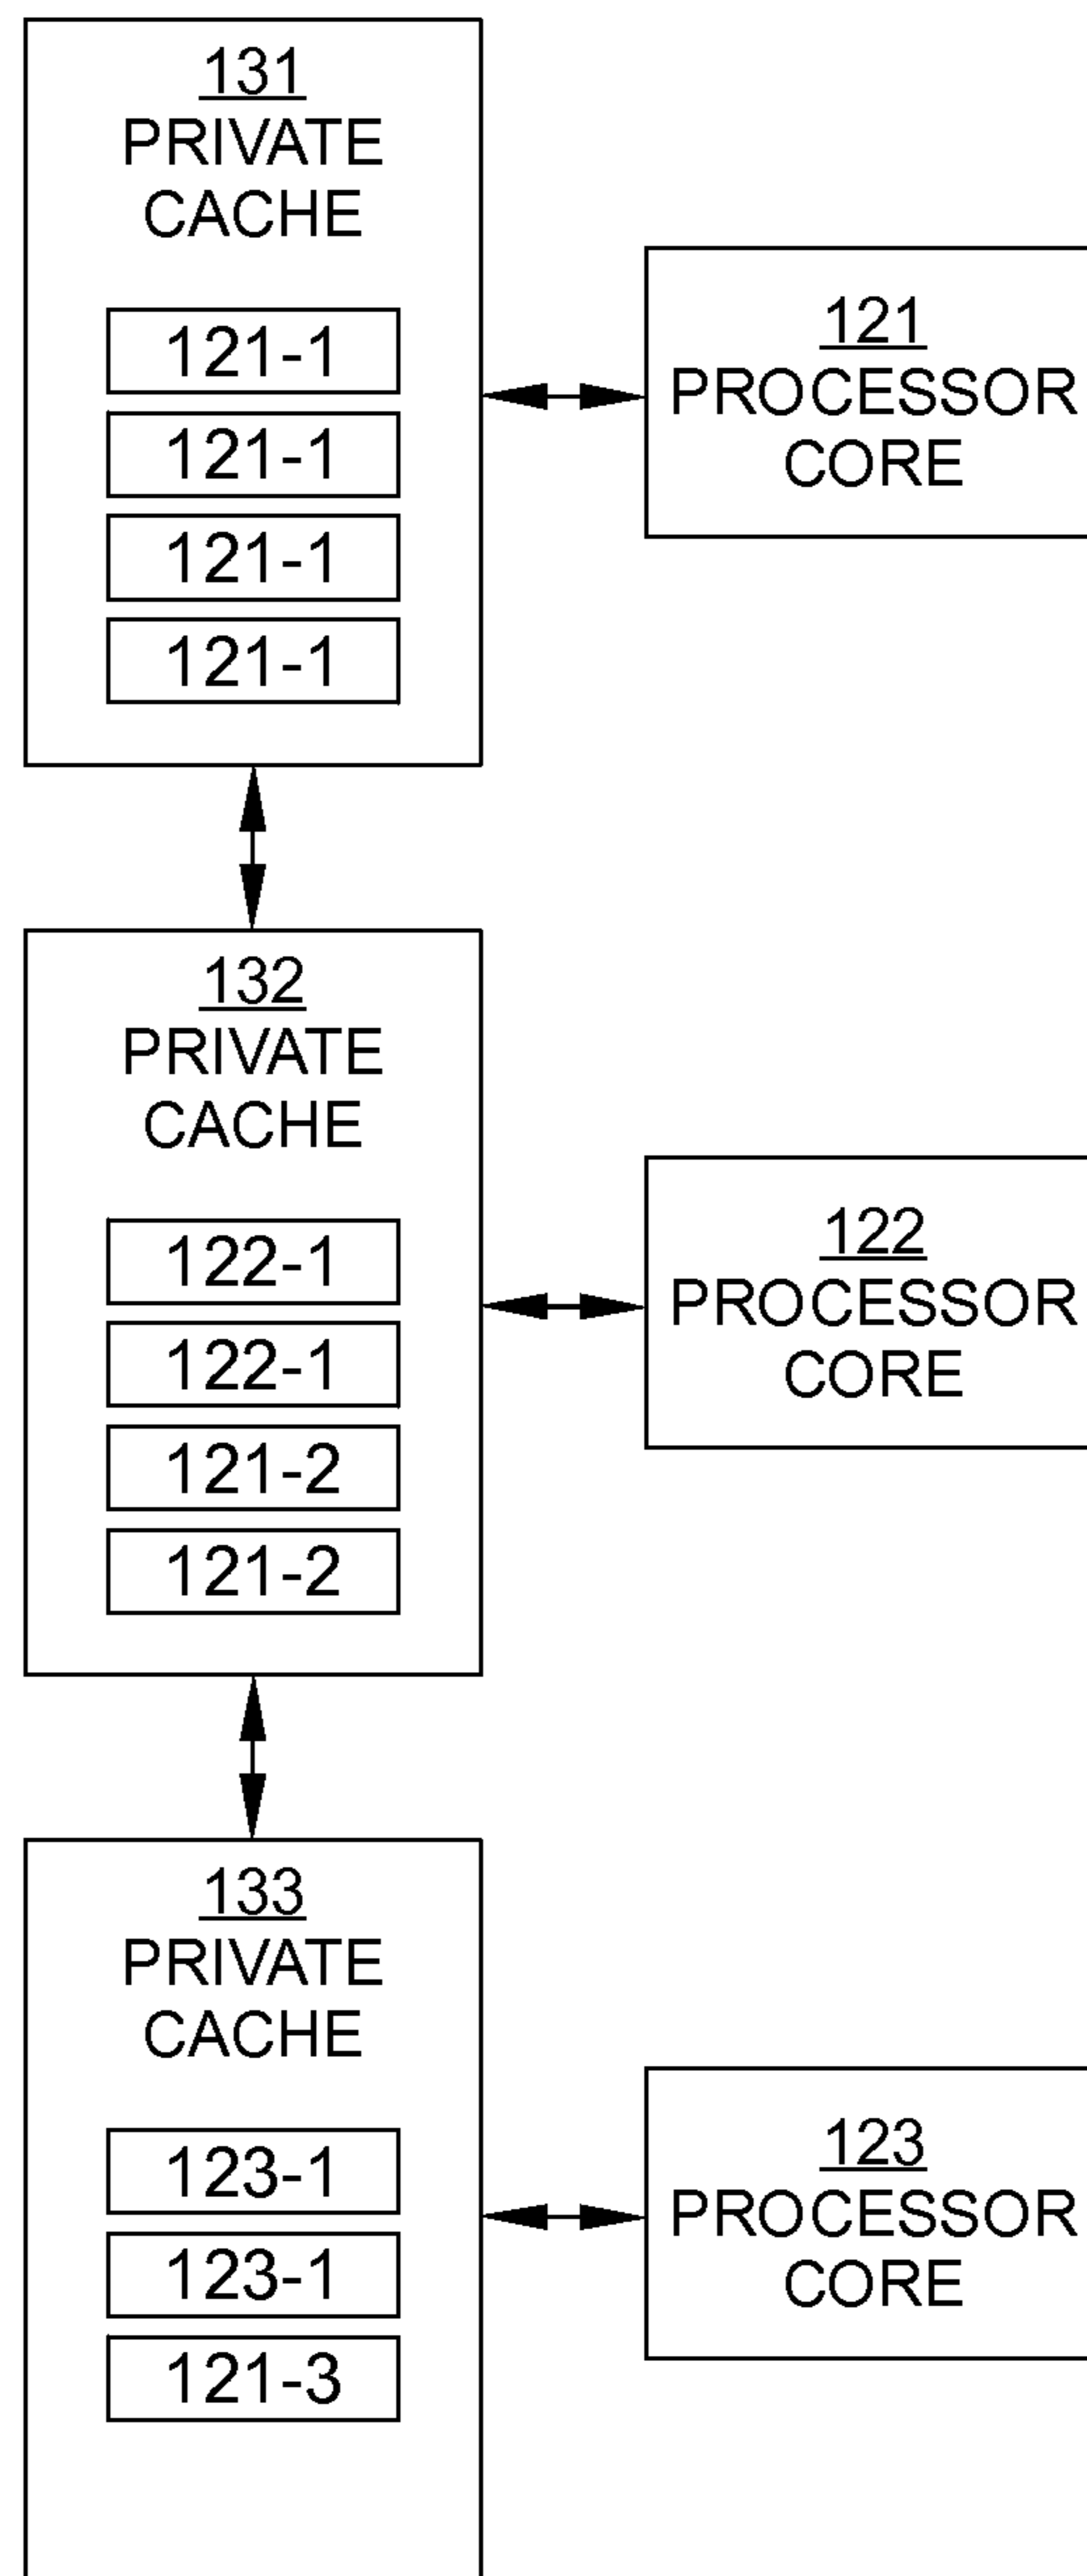 131
PRIVATE
CACHE
121-1
121-1
121-1
121-1
121
PROCESSOR
CORE
132
PRIVATE
CACHE
122-1
122-1
121-2
121-2
122
PROCESSOR
CORE
133
PRIVATE
CACHE
123-1
123-1
121-3
123
PROCESSOR
CORE